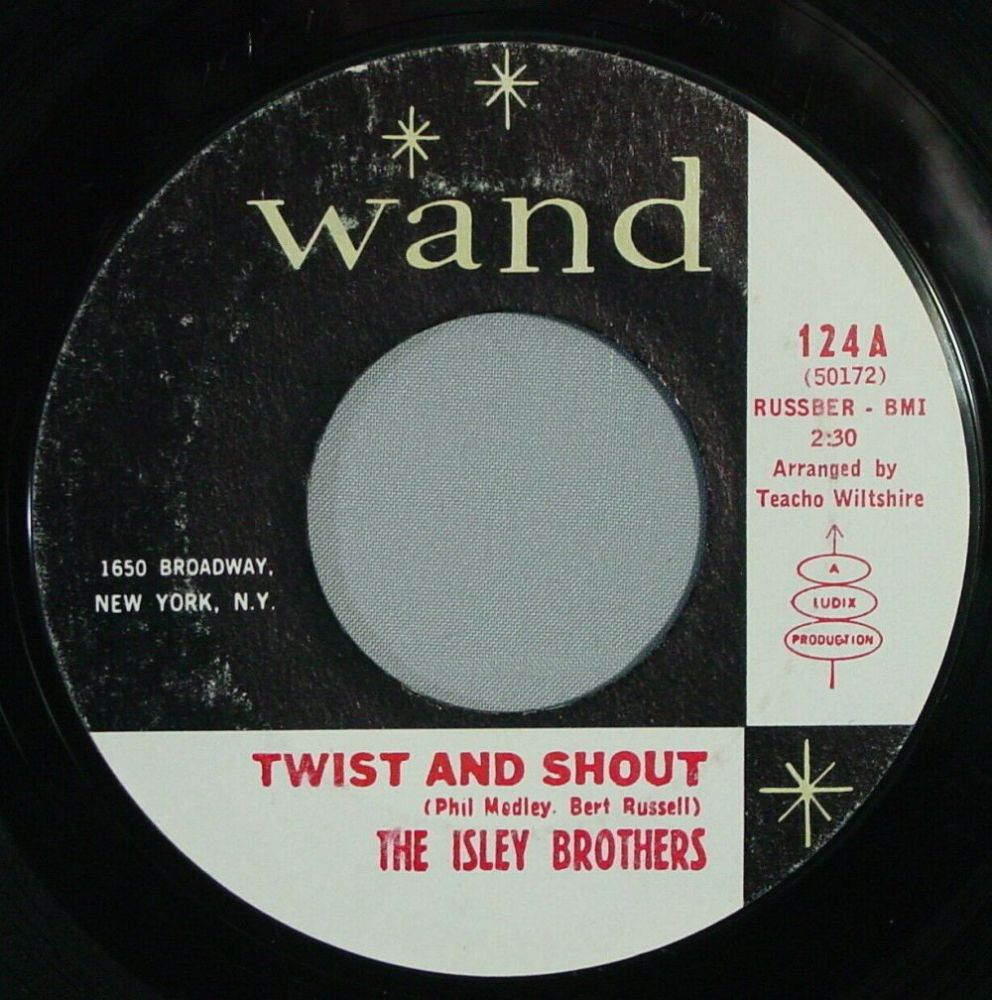 wand
124A
(50172)
RUSSBER - BMI
2:30
Arranged by
Teacho Wiltshire
A
LUDIX
PRODUCTION
1650 BROADWAY,
NEW YORK, N.Y.
TWIST AND SHOUT
(Phil Medley. Bert Russell)
THE ISLEY BROTHERS